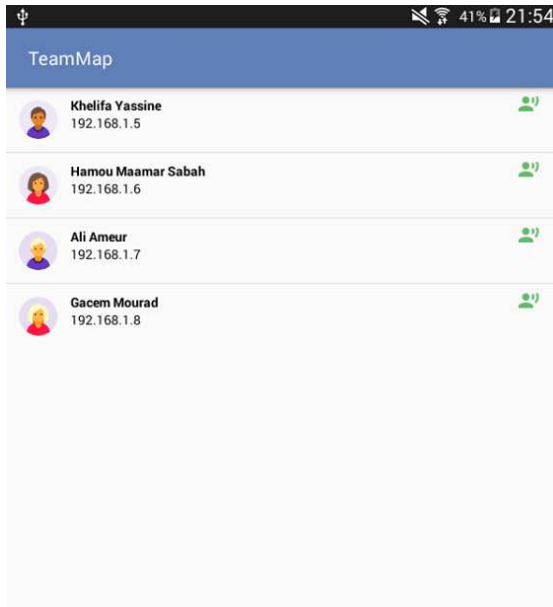 41% 21:54
TeamMap
Khelifa Yassine
192.168.1.5
Hamou Maamar Sabah
192.168.1.6
Ali Ameur
192.168.1.7
Gacem Mourad
192.168.1.8